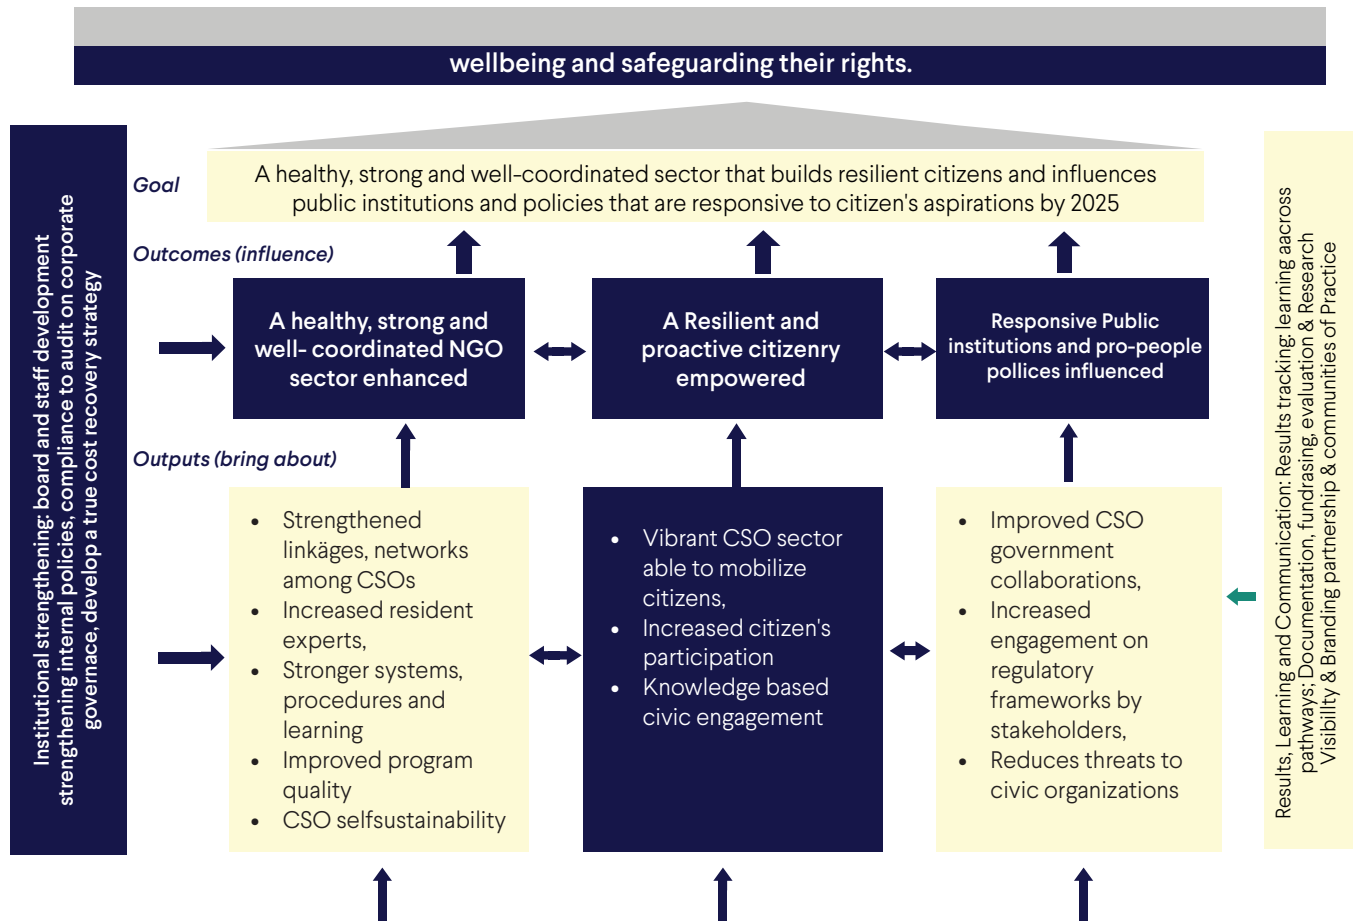 wellbeing and safeguarding their rights.
Institutional strengthening: board and staff development
strengthening internal policies, compliance to audit on corporate
governace, develop a true cost recovery strategy
Goal
A healthy, strong and well-coordinated sector that builds resilient citizens and influences
public institutions and policies that are responsive to citizen's aspirations by 2025
Outcomes (influence)
A healthy, strong and
well- coordinated NGO
sector enhanced
A Resilient and
proactive citizenry
empowered
Responsive Public
institutions and pro-people
pollices influenced
Outputs (bring about)
• Strengthened
linkäges, networks
among CSOs
• Increased resident
experts,
• Stronger systems,
procedures and
learning
• Improved program
quality
• CSO selfsustainability
• Vibrant CSO sector
able to mobilize
citizens,
• Increased citizen's
participation
• Knowledge based
civic engagement
• Improved CSO
government
collaborations,
• Increased
engagement on
regulatory
frameworks by
stakeholders,
• Reduces threats to
civic organizations
Results, Learning and Communication: Results tracking, learning aacross
pathways; Documentation, fundrasing, evaluation & Research
Visibility & Branding partnership & communities of Practice